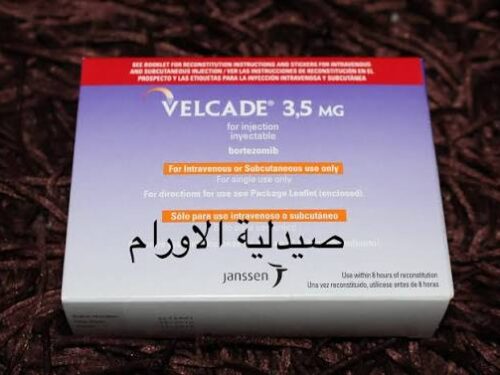 SEE BOOKLET FOR RECONSTITUTION INSTRUCTIONS AND STICKERS FOR INTRAVENOUS
AND SUBCUTANEOUS INJECTION / VER LAS INSTRUCCIONES DE RECONSTITUCIÓN EN EL
PROSPECTO Y LAS ETIQUETAS PARA LA INYECCIÓN INTRAVENOSA Y SUBCUTÁNEA
VELCADE® 3,5 MG
for injection
inyectable
bortezomib
For Intravenous or Subcutaneous use only
For single use only
For directions for use see Package Leaflet (enclosed).
Sólo para uso intravenoso o subcutáneo
صيدلية الاورام
janssen
Use within 8 hours of reconstitution
Una vez reconstituido, utilícese antes de 8 horas